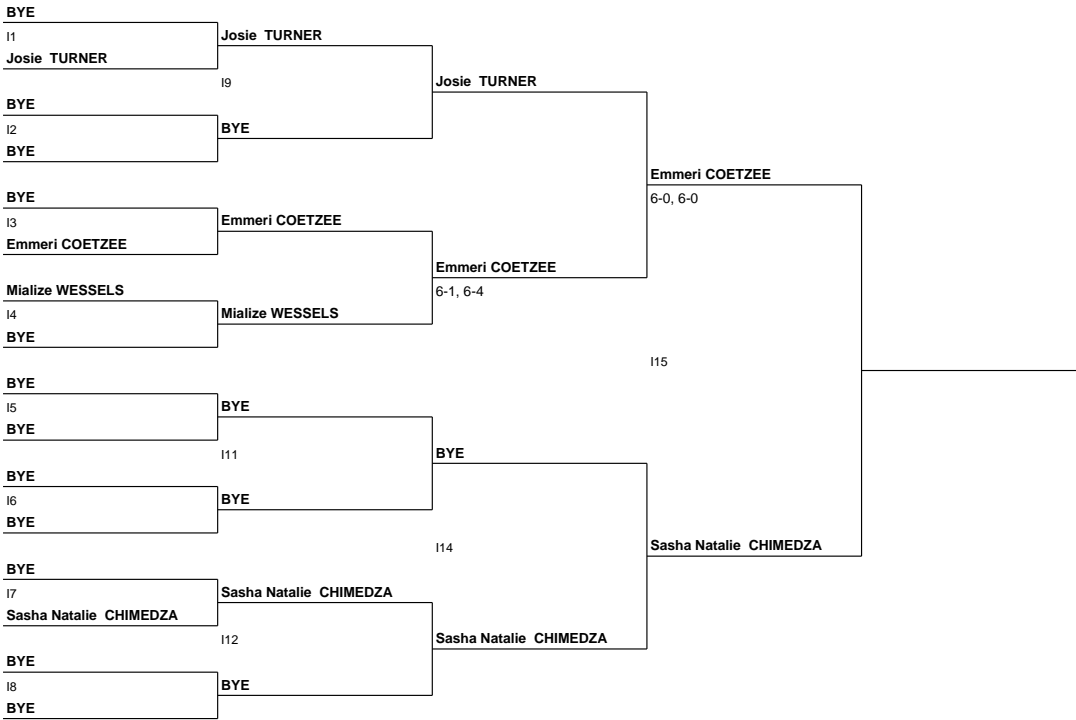 BYE
I1
Josie TURNER
BYE
I2
BYE
BYE
I3
Emmeri COETZEE
Mialize WESSELS
I4
BYE
BYE
I5
BYE
BYE
I6
BYE
BYE
I7
Sasha Natalie CHIMEDZA
BYE
I8
BYE
Josie TURNER
I9
BYE
Emmeri COETZEE
Mialize WESSELS
BYE
I11
BYE
Sasha Natalie CHIMEDZA
I12
BYE
Josie TURNER
Emmeri COETZEE
6-1, 6-4
BYE
I14
Sasha Natalie CHIMEDZA
Emmeri COETZEE
6-0, 6-0
I15
Sasha Natalie CHIMEDZA